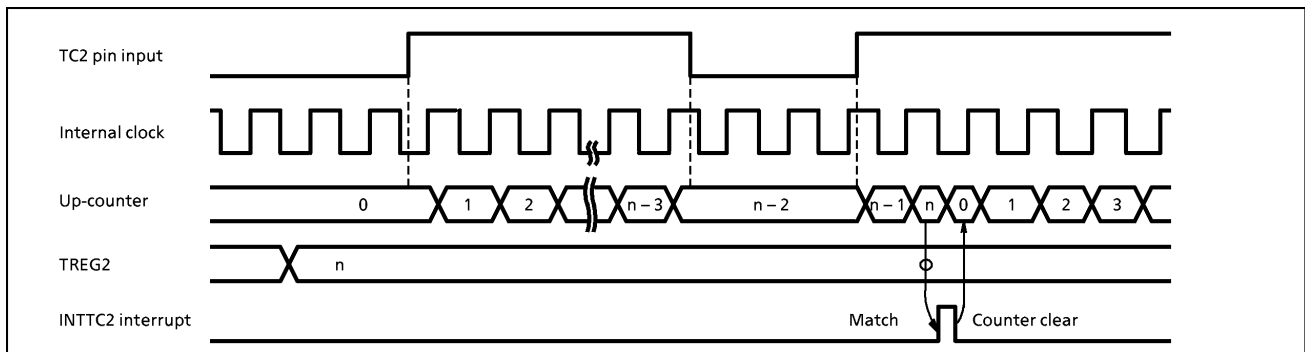 TC2 pin input
Internal clock
Up-counter 0 1 2 n – 3 n – 2 n – 1 n 0 1 2 3
TREG2 n
INTTC2 interrupt Match Counter clear